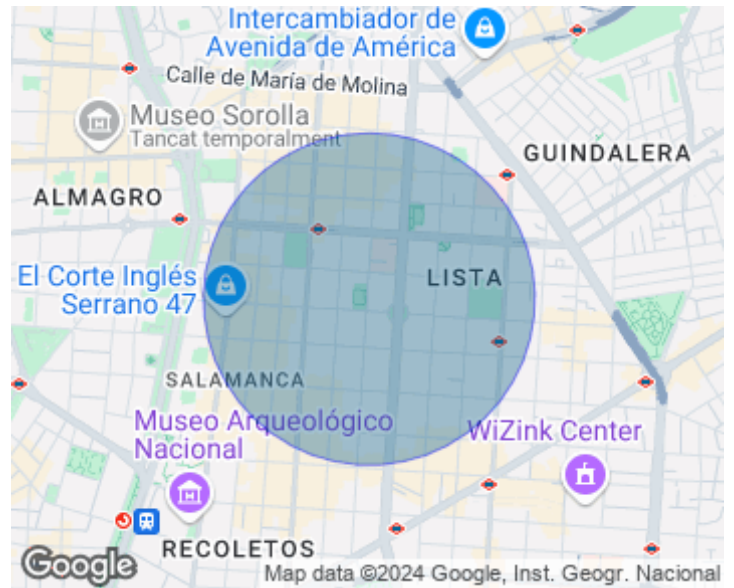 Intercambiador de
Avenida de América
Calle de María de Molina
Museo Sorolla
Tancat temporalment
GUINDALERA
ALMAGRO
El Corte Inglés
Serrano 47
LISTA
SALAMANCA
Museo Arqueológico
Nacional
WiZink Center
RECOLETOS
Google
Map data ©2024 Google, Inst. Geogr. Nacional